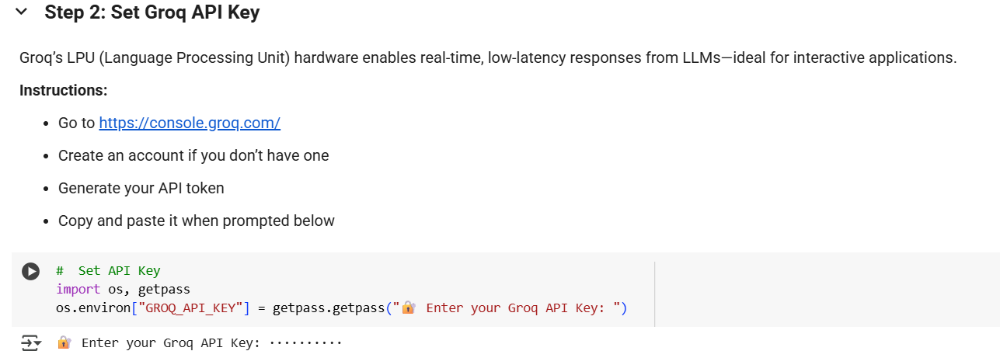 Step 2: Set Groq API Key
Groq’s LPU (Language Processing Unit) hardware enables real-time, low-latency responses from LLMs—ideal for interactive applications.
Instructions:
• Go to https://console.groq.com/
• Create an account if you don’t have one
• Generate your API token
• Copy and paste it when prompted below
#  Set API Key
import os, getpass
os.environ["GROQ_API_KEY"] = getpass.getpass("🔐 Enter your Groq API Key: ")
🔐 Enter your Groq API Key: ··········